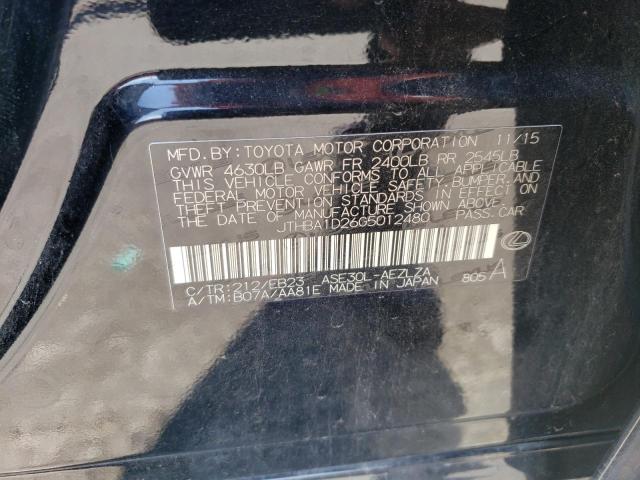 MFD.BY:TOYOTA MOTOR CORPORATION 11/15
GVWR 4630LB GAWR FR 2400LB RR 2545LB
THIS VEHICLE CONFORMS TO ALL APPLICABLE
FEDERAL MOTOR VEHICLE SAFETY, BUMPER AND
THEFT PREVENTION STANDARDS IN EFFECT ON
THE DATE OF MANUFACTURE SHOWN ABOVE.
JTHBA1D26G5012480 PASS.CAR
C/TR:212/EB23 ASE30L-AEZLZA
A/TM:B07A/AA81E MADE IN JAPAN 805 A